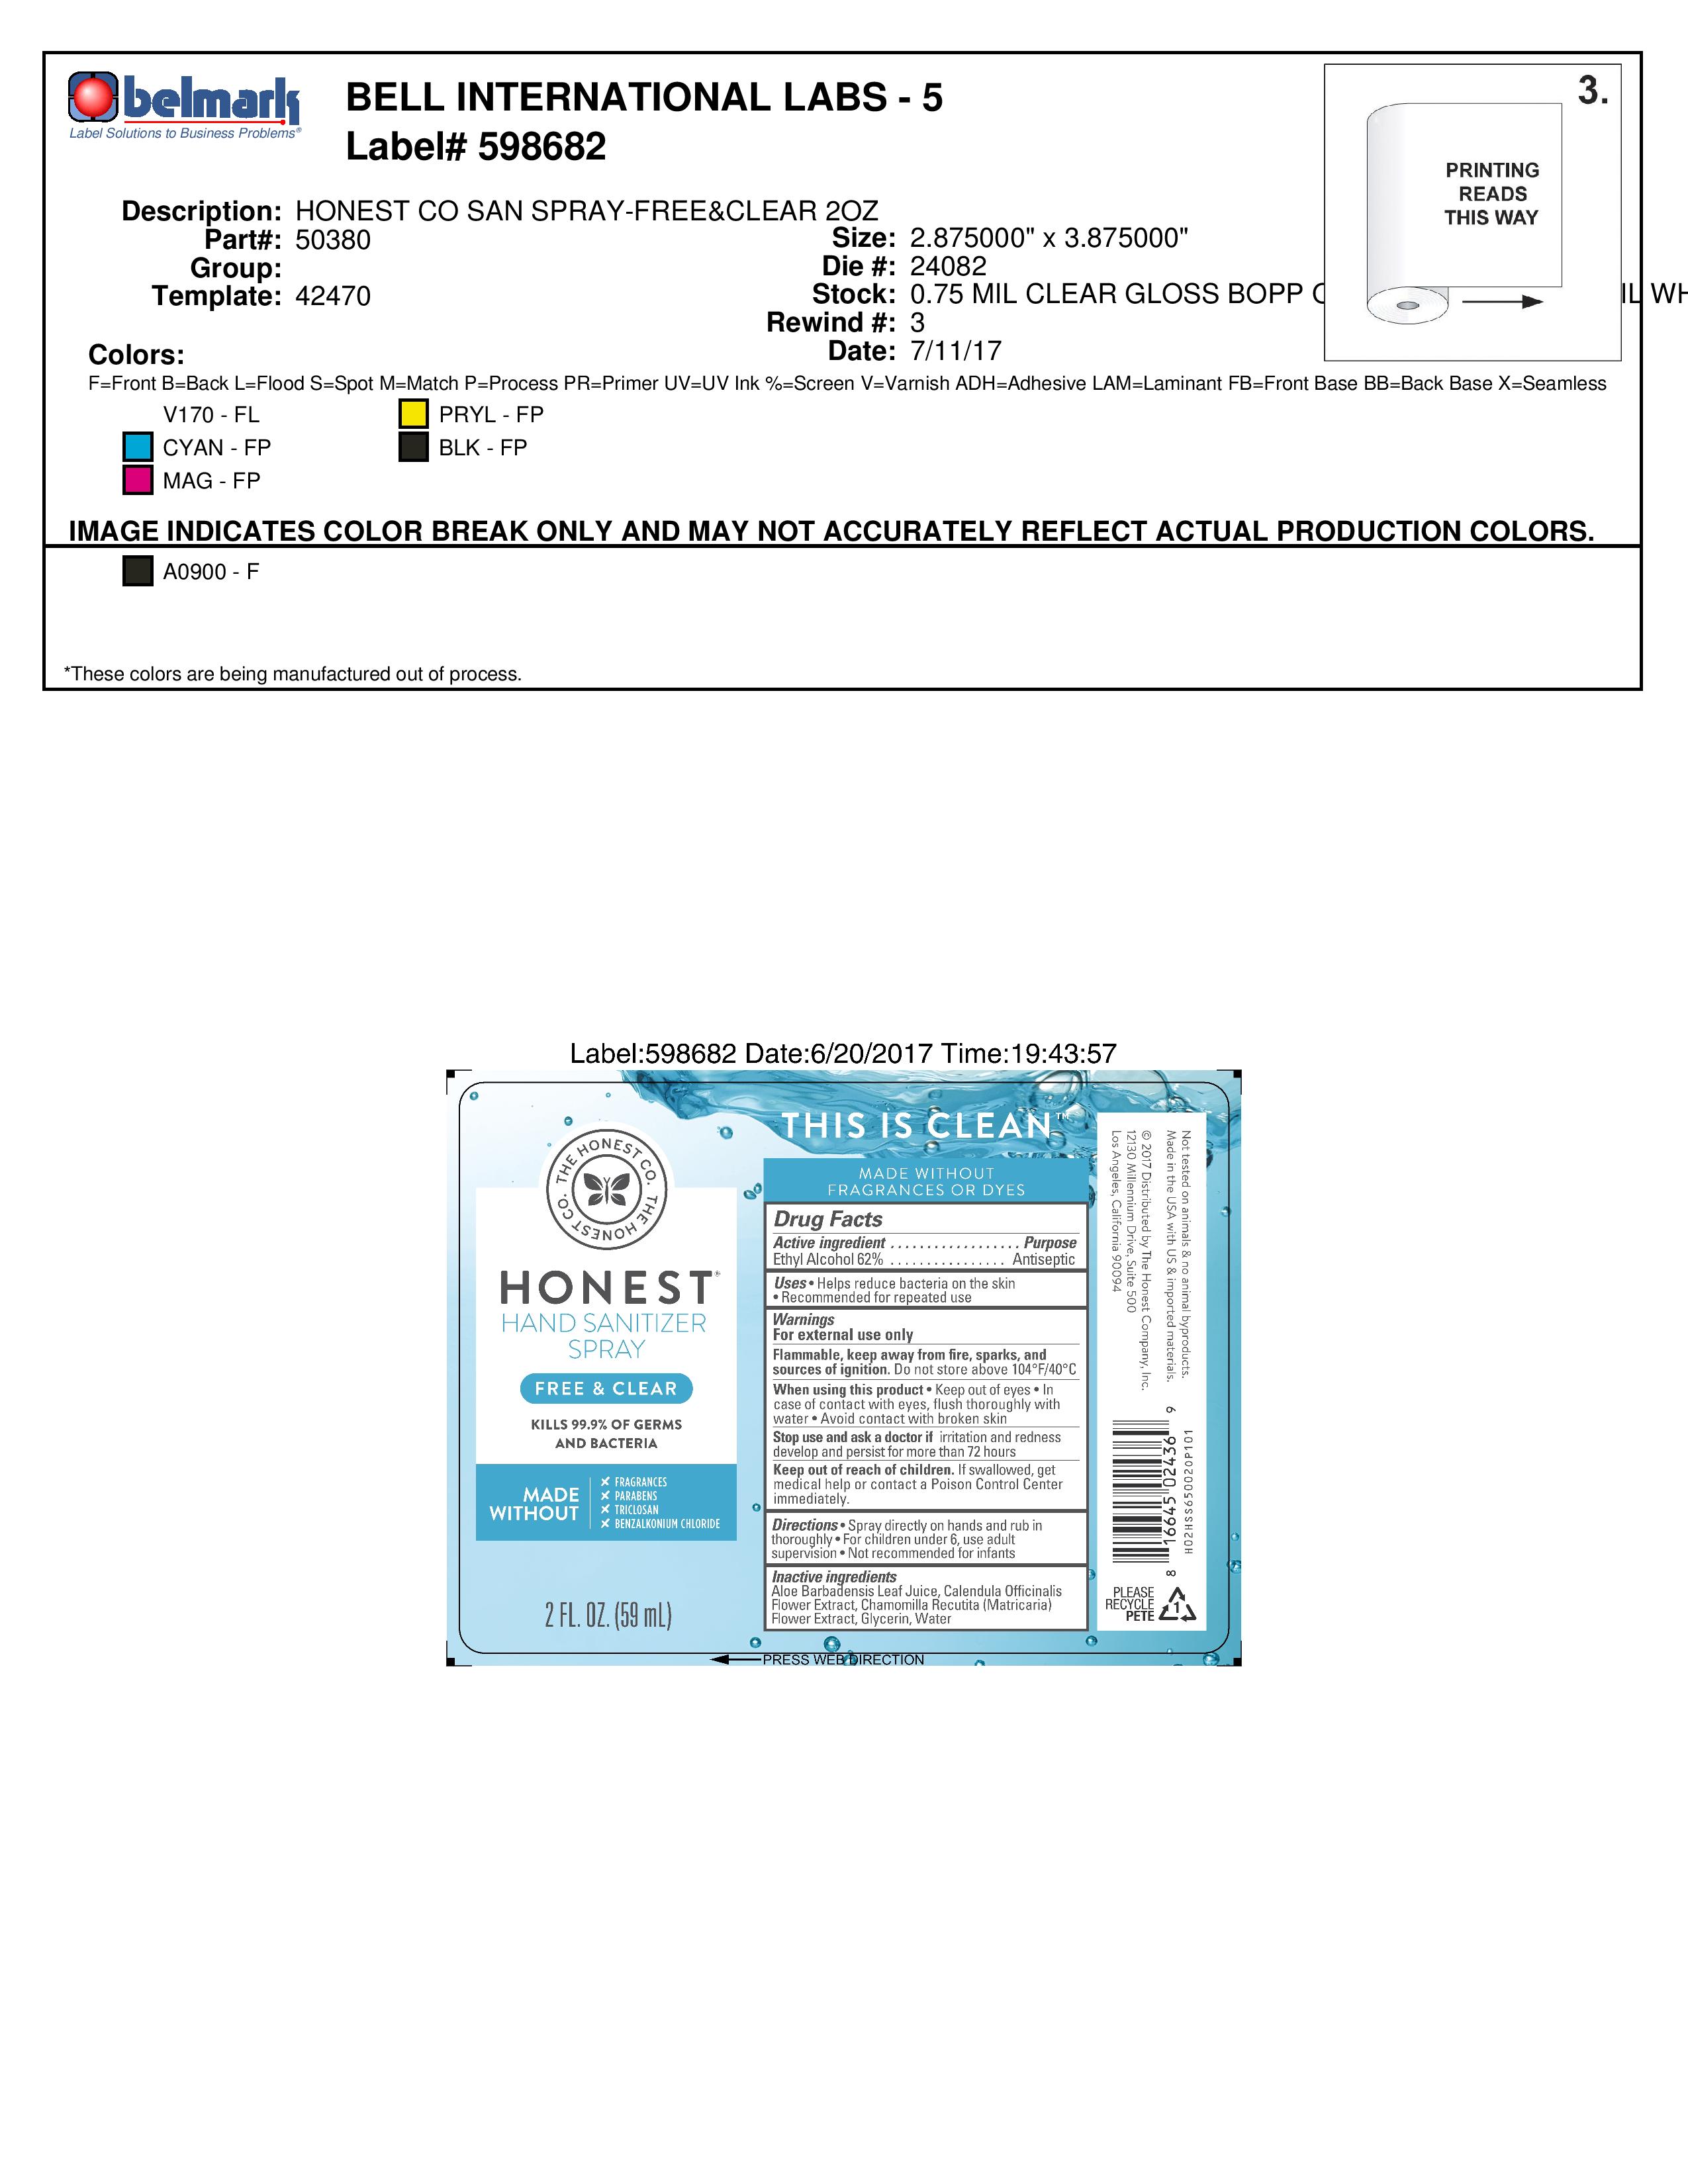 belmark
Label Solutions to Business Problems®
BELL INTERNATIONAL LABS - 5
Label# 598682
3.
PRINTING
READS
THIS WAY
Description: HONEST CO SAN SPRAY-FREE&CLEAR 2OZ
Part#: 50380
Group:
Template: 42470
Size: 2.875000" x 3.875000"
Die #: 24082
Stock: 0.75 MIL CLEAR GLOSS BOPP
Rewind #: 3
Date: 7/11/17
Colors:
F=Front B=Back L=Flood S=Spot M=Match P=Process PR=Primer UV=UV Ink %=Screen V=Varnish ADH=Adhesive LAM=Laminant FB=Front Base BB=Back Base X=Seamless
V170 - FL
CYAN - FP
MAG - FP
PRYL - FP
BLK - FP
IMAGE INDICATES COLOR BREAK ONLY AND MAY NOT ACCURATELY REFLECT ACTUAL PRODUCTION COLORS.
A0900 - F
*These colors are being manufactured out of process.
Label:598682 Date:6/20/2017 Time:19:43:57
THE HONEST CO. THE HONEST CO.
HONEST®
HAND SANITIZER
SPRAY
FREE & CLEAR
KILLS 99.9% OF GERMS
AND BACTERIA
MADE
WITHOUT
✘ FRAGRANCES
✘ PARABENS
✘ TRICLOSAN
✘ BENZALKONIUM CHLORIDE
2 FL. OZ. (59 mL)
THIS IS CLEAN™
MADE WITHOUT
FRAGRANCES OR DYES
Drug Facts
Active ingredient .................. Purpose
Ethyl Alcohol 62% ................ Antiseptic
Uses • Helps reduce bacteria on the skin
• Recommended for repeated use
Warnings
For external use only
Flammable, keep away from fire, sparks, and
sources of ignition. Do not store above 104°F/40°C
When using this product • Keep out of eyes • In
case of contact with eyes, flush thoroughly with
water • Avoid contact with broken skin
Stop use and ask a doctor if irritation and redness
develop and persist for more than 72 hours
Keep out of reach of children. If swallowed, get
medical help or contact a Poison Control Center
immediately.
Directions • Spray directly on hands and rub in
thoroughly • For children under 6, use adult
supervision • Not recommended for infants
Inactive ingredients
Aloe Barbadensis Leaf Juice, Calendula Officinalis
Flower Extract, Chamomilla Recutita (Matricaria)
Flower Extract, Glycerin, Water
Not tested on animals & no animal byproducts.
Made in the USA with US & imported materials.
© 2017 Distributed by The Honest Company, Inc.
12130 Millennium Drive, Suite 500
Los Angeles, California 90094
8 16645 02436 9
H02HSS6S0020P101
PLEASE
RECYCLE
PETE
1
PRESS WEB DIRECTION